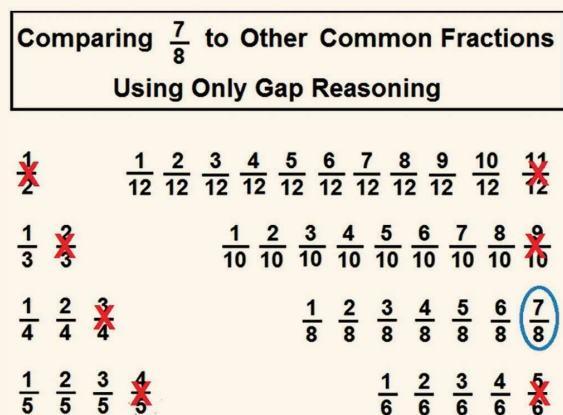 Comparing 7/8 to Other Common Fractions
Using Only Gap Reasoning
1/2 1/12 2/12 3/12 4/12 5/12 6/12 7/12 8/12 9/12 10/12 11/12
1/3 2/3 1/10 2/10 3/10 4/10 5/10 6/10 7/10 8/10 9/10
1/4 2/4 3/4 1/8 2/8 3/8 4/8 5/8 6/8 7/8
1/5 2/5 3/5 4/5 1/6 2/6 3/6 4/6 5/6